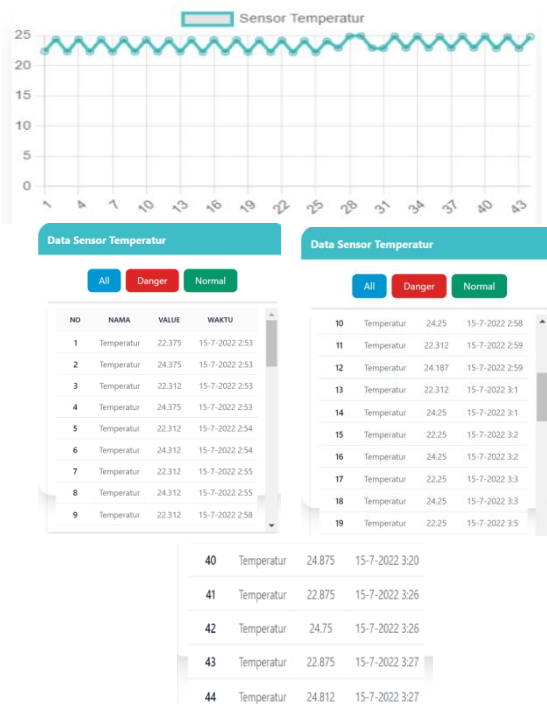 Sensor Temperatur
25
20
15
10
5
0
1 4 7 10 13 16 19 22 25 28 31 34 37 40 43
Data Sensor Temperatur
All Danger Normal
NO NAMA VALUE WAKTU
1 Temperatur 22.375 15-7-2022 2:53
2 Temperatur 24.375 15-7-2022 2:53
3 Temperatur 22.312 15-7-2022 2:53
4 Temperatur 24.375 15-7-2022 2:53
5 Temperatur 22.312 15-7-2022 2:54
6 Temperatur 24.312 15-7-2022 2:54
7 Temperatur 22.312 15-7-2022 2:55
8 Temperatur 24.312 15-7-2022 2:55
9 Temperatur 22.312 15-7-2022 2:58
Data Sensor Temperatur
All Danger Normal
10 Temperatur 24.25 15-7-2022 2:58
11 Temperatur 22.312 15-7-2022 2:59
12 Temperatur 24.187 15-7-2022 2:59
13 Temperatur 22.312 15-7-2022 3:1
14 Temperatur 24.25 15-7-2022 3:1
15 Temperatur 22.25 15-7-2022 3:2
16 Temperatur 24.25 15-7-2022 3:2
17 Temperatur 22.25 15-7-2022 3:3
18 Temperatur 24.25 15-7-2022 3:3
19 Temperatur 22.25 15-7-2022 3:5
40 Temperatur 24.875 15-7-2022 3:20
41 Temperatur 22.875 15-7-2022 3:26
42 Temperatur 24.75 15-7-2022 3:26
43 Temperatur 22.875 15-7-2022 3:27
44 Temperatur 24.812 15-7-2022 3:27